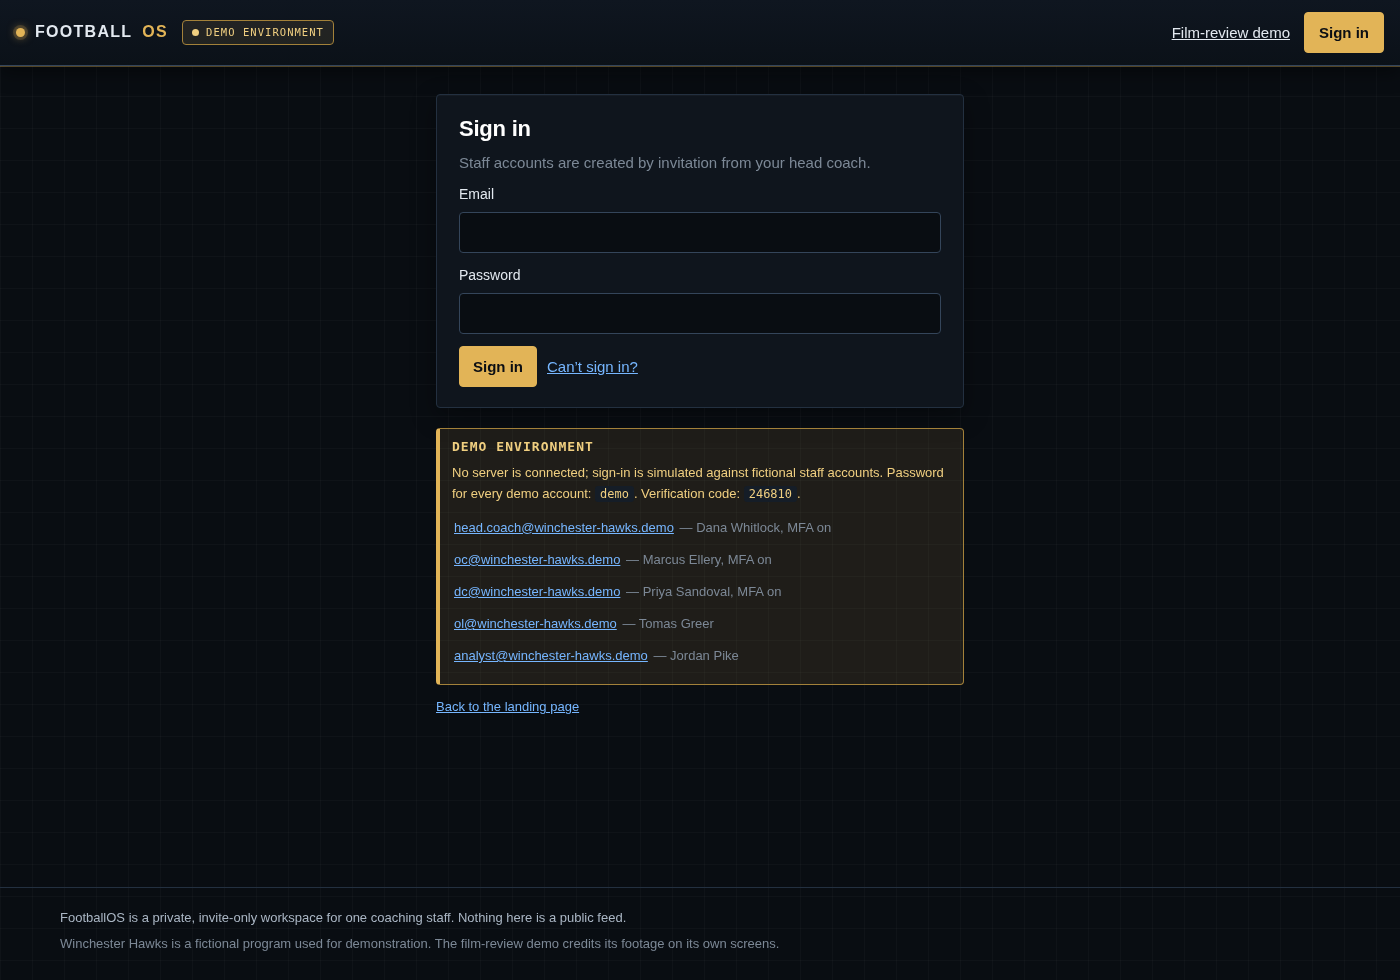 FOOTBALL OS
DEMO ENVIRONMENT
Film-review demo
Sign in
Sign in
Staff accounts are created by invitation from your head coach.
Email
Password
Sign in
Can't sign in?
DEMO ENVIRONMENT
No server is connected; sign-in is simulated against fictional staff accounts. Password
for every demo account: demo. Verification code: 246810.
head.coach@winchester-hawks.demo — Dana Whitlock, MFA on
oc@winchester-hawks.demo — Marcus Ellery, MFA on
dc@winchester-hawks.demo — Priya Sandoval, MFA on
ol@winchester-hawks.demo — Tomas Greer
analyst@winchester-hawks.demo — Jordan Pike
Back to the landing page
FootballOS is a private, invite-only workspace for one coaching staff. Nothing here is a public feed.
Winchester Hawks is a fictional program used for demonstration. The film-review demo credits its footage on its own screens.